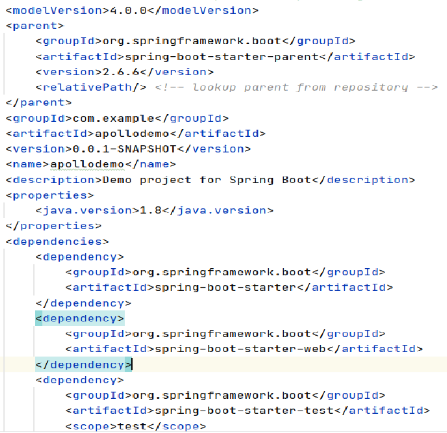 <modelVersion>4.0.0</modelVersion>
<parent>
<groupId>org.springframework.boot</groupId>
<artifactId>spring-boot-starter-parent</artifactId>
<version>2.6.6</version>
<relativePath/> <!-- lookup parent from repository -->
</parent>
<groupId>com.example</groupId>
<artifactId>apollodemo</artifactId>
<version>0.0.1-SNAPSHOT</version>
<name>apollodemo</name>
<description>Demo project for Spring Boot</description>
<properties>
<java.version>1.8</java.version>
</properties>
<dependencies>
<dependency>
<groupId>org.springframework.boot</groupId>
<artifactId>spring-boot-starter</artifactId>
</dependency>
<dependency>
<groupId>org.springframework.boot</groupId>
<artifactId>spring-boot-starter-web</artifactId>
</dependency>
<dependency>
<groupId>org.springframework.boot</groupId>
<artifactId>spring-boot-starter-test</artifactId>
<scope>test</scope>